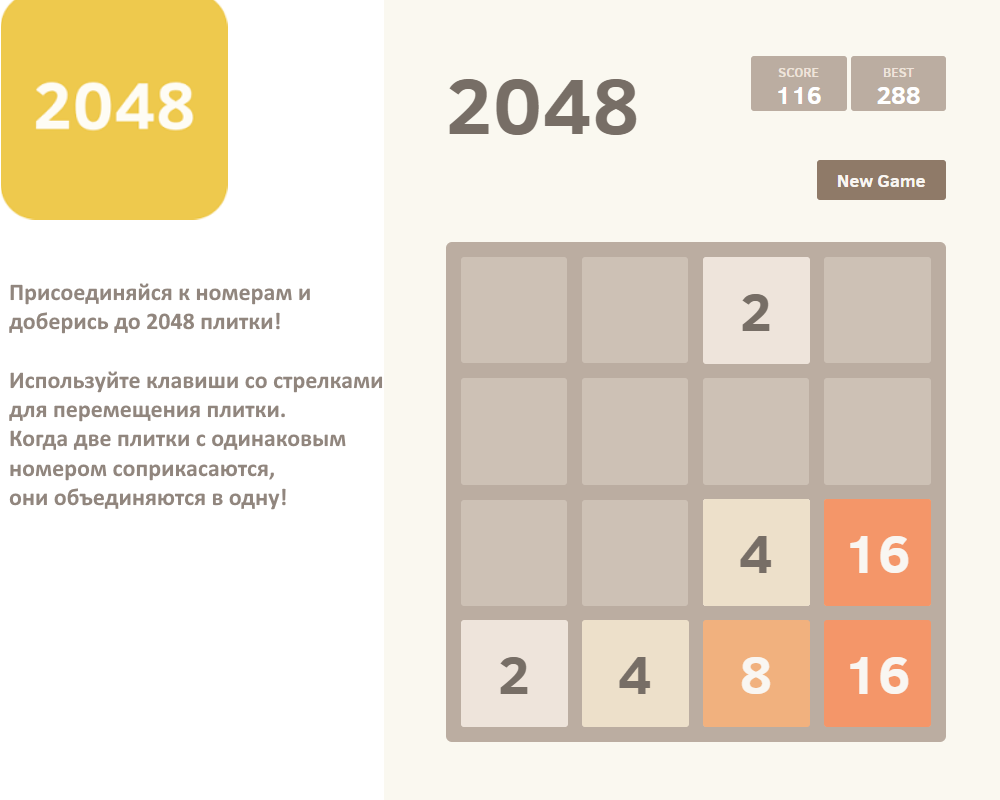 2048
Присоединяйся к номерам и
доберись до 2048 плитки!
Используйте клавиши со стрелками
для перемещения плитки.
Когда две плитки с одинаковым
номером соприкасаются,
они объединяются в одну!
2048
SCORE
116
BEST
288
New Game
2
4 16
2 4 8 16